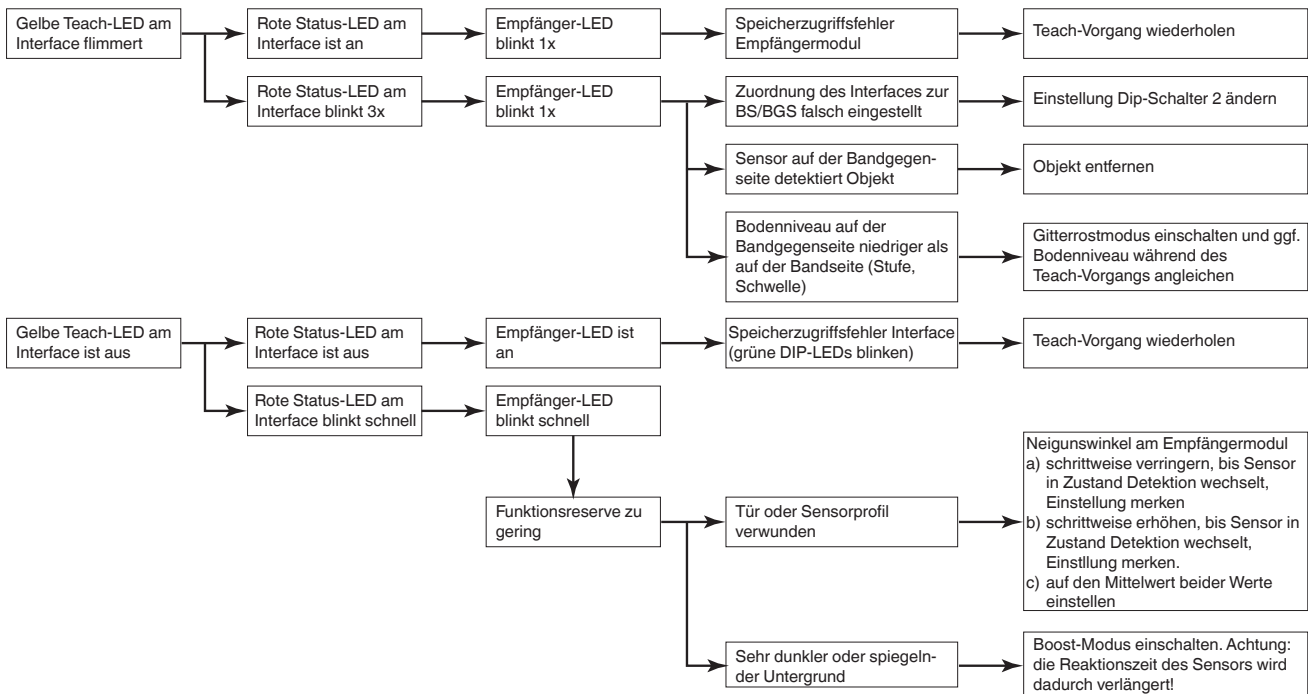 Gelbe Teach-LED am
Interface flimmert
Rote Status-LED am
Interface ist an
Empfänger-LED
blinkt 1x
Speicherzugriffsfehler
Empfängermodul
Teach-Vorgang wiederholen
Rote Status-LED am
Interface blinkt 3x
Empfänger-LED
blinkt 1x
Zuordnung des Interfaces zur
BS/BGS falsch eingestellt
Einstellung Dip-Schalter 2 ändern
Sensor auf der Bandgegen-
seite detektiert Objekt
Objekt entfernen
Bodenniveau auf der
Bandgegenseite niedriger als
auf der Bandseite (Stufe,
Schwelle)
Gitterrostmodus einschalten und ggf.
Bodenniveau während des
Teach-Vorgangs angleichen
Gelbe Teach-LED am
Interface ist aus
Rote Status-LED am
Interface ist aus
Empfänger-LED ist
an
Speicherzugriffsfehler Interface
(grüne DIP-LEDs blinken)
Teach-Vorgang wiederholen
Rote Status-LED am
Interface blinkt schnell
Empfänger-LED
blinkt schnell
Funktionsreserve zu
gering
Tür oder Sensorprofil
verwunden
Neigunswinkel am Empfängermodul
a) schrittweise verringern, bis Sensor
in Zustand Detektion wechselt,
Einstellung merken
b) schrittweise erhöhen, bis Sensor in
Zustand Detektion wechselt,
Einstllung merken.
c) auf den Mittelwert beider Werte
einstellen
Sehr dunkler oder spiegeln-
der Untergrund
Boost-Modus einschalten. Achtung:
die Reaktionszeit des Sensors wird
dadurch verlängert!